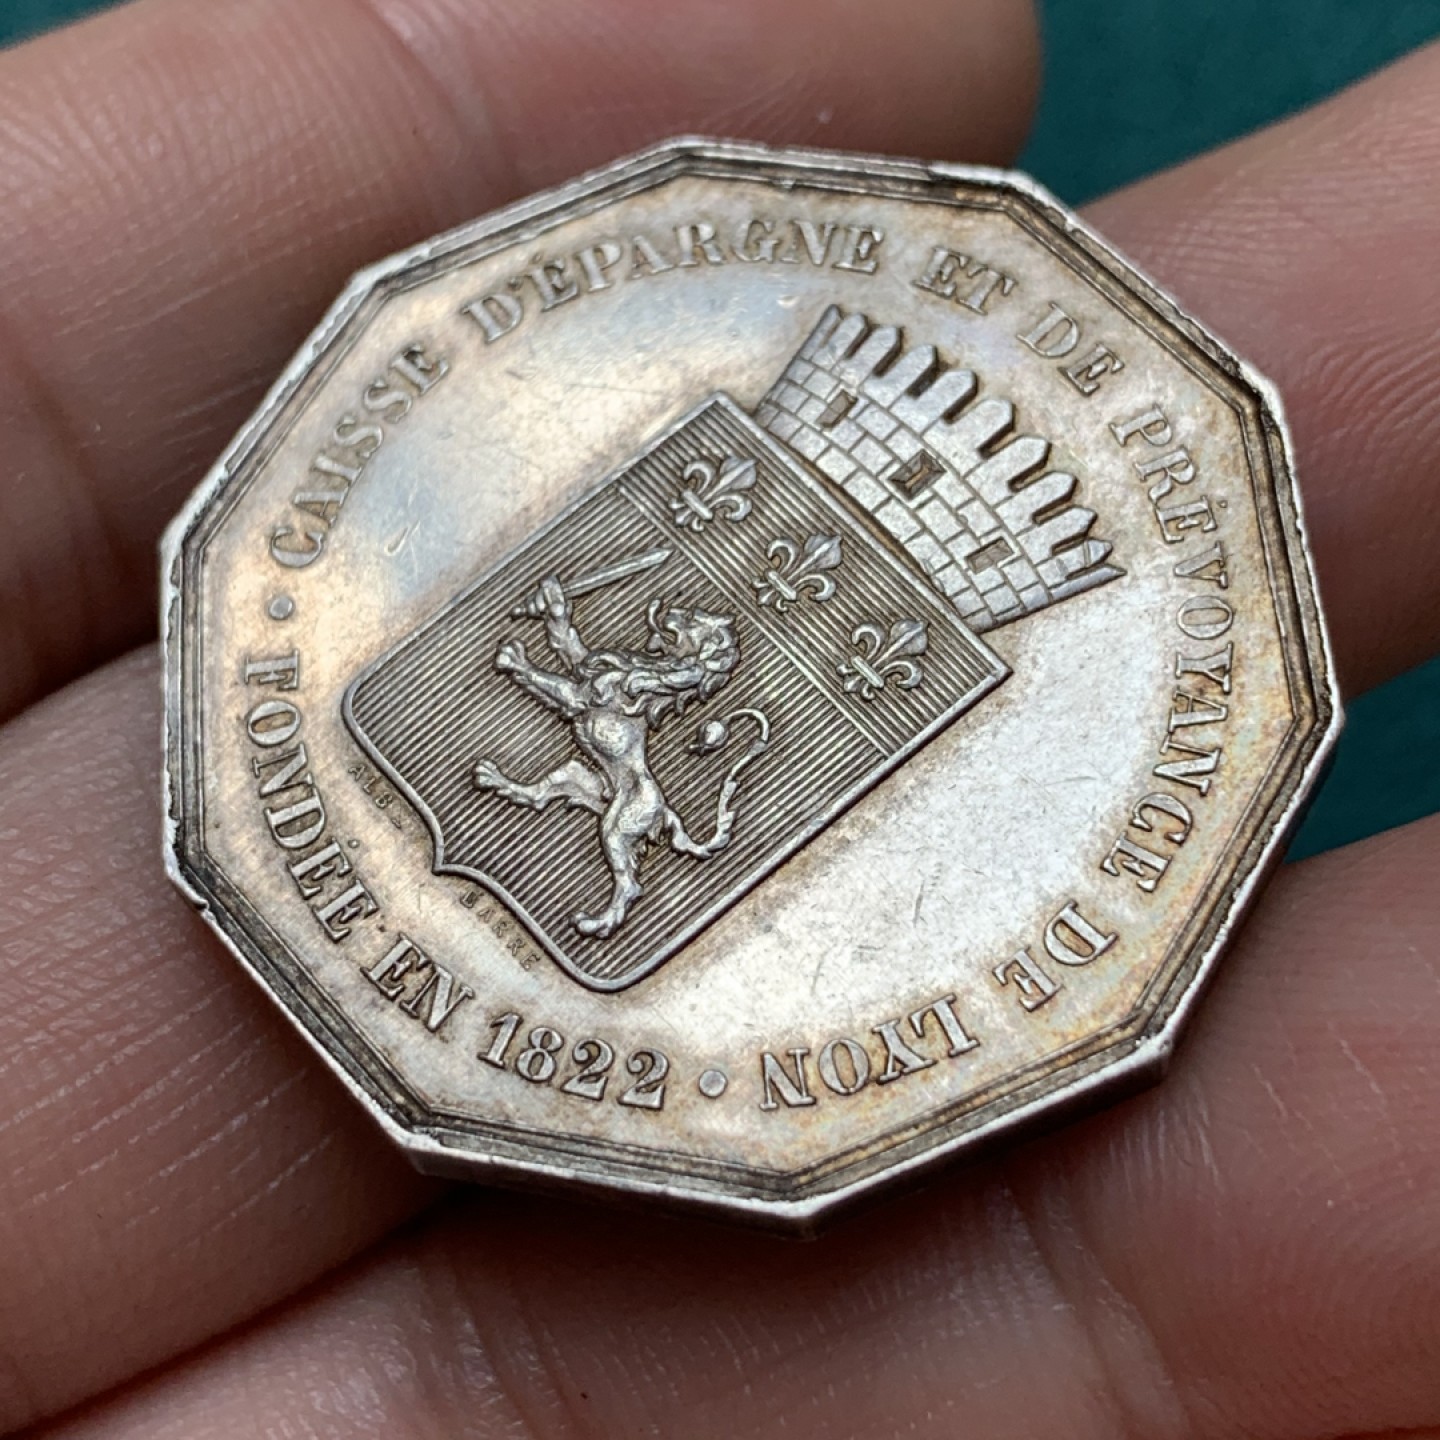 CAISSE D'ÉPARGNE ET DE PRÉVOYANCE DE LYON
FONDÉE EN 1822
BARRE